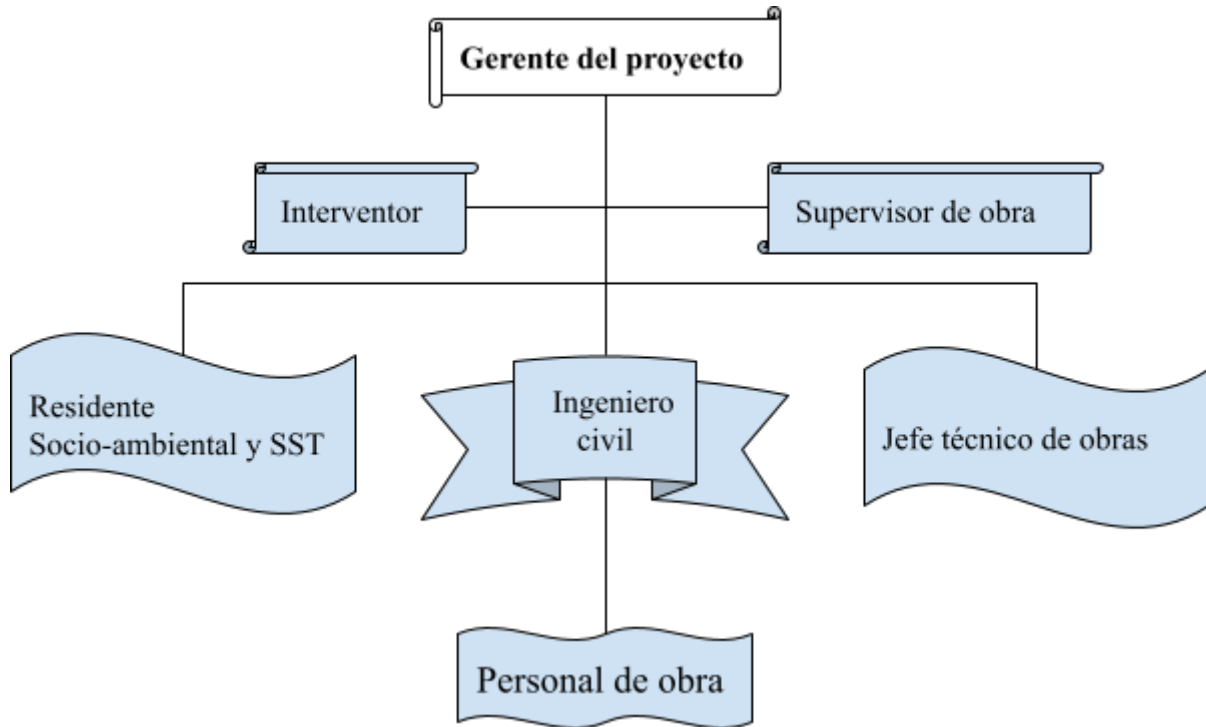 Gerente del proyecto
Interventor
Supervisor de obra
Residente
Socio-ambiental y SST
Ingeniero
civil
Jefe técnico de obras
Personal de obra